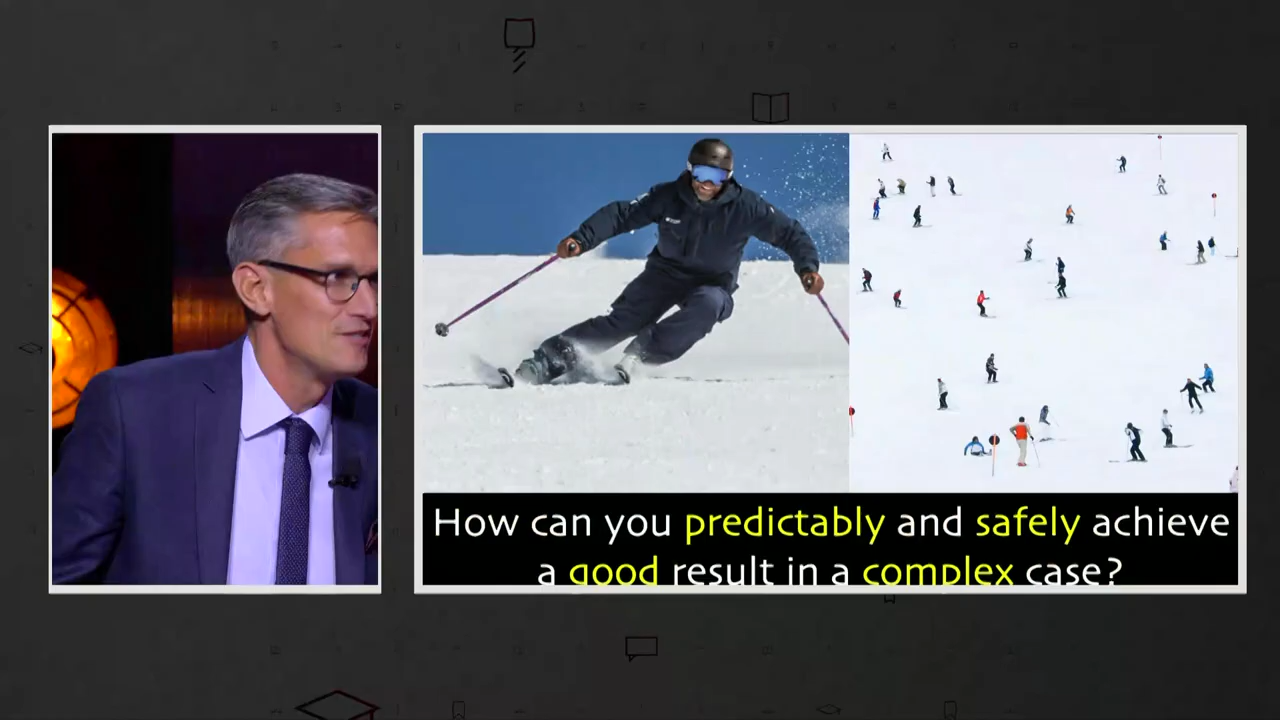 How can you predictably and safely achieve
a good result in a complex case?